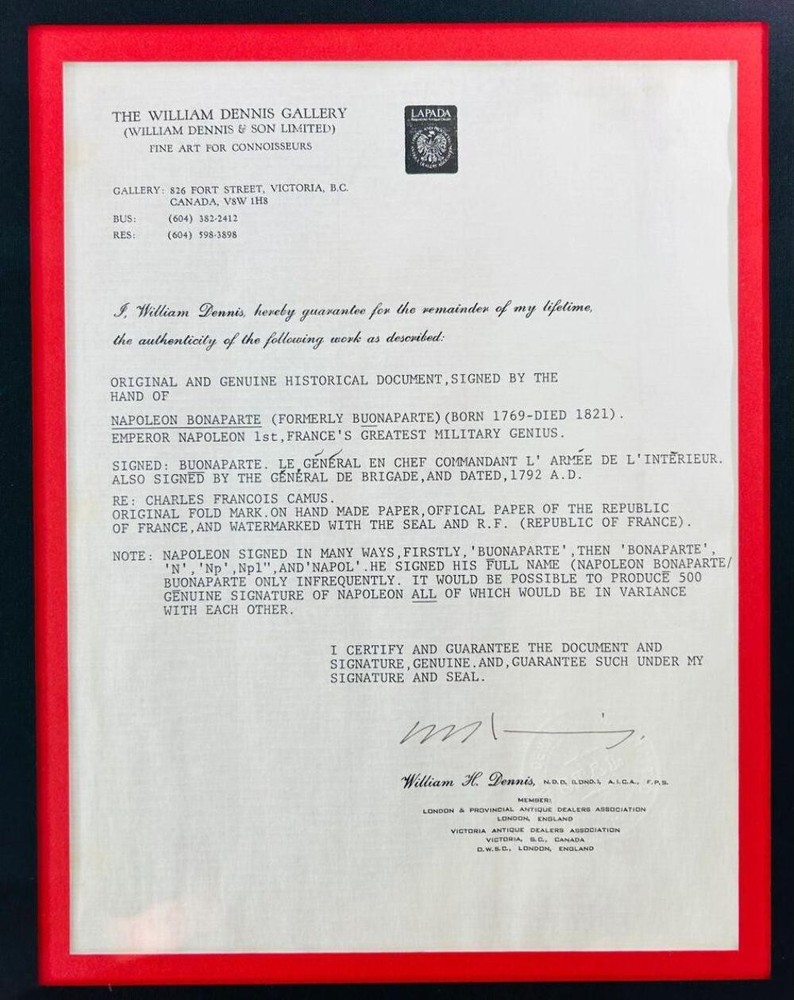 THE WILLIAM DENNIS GALLERY
(WILLIAM DENNIS & SON LIMITED)
FINE ART FOR CONNOISSEURS
LAPADA
GALLERY: 826 FORT STREET, VICTORIA, B.C.
CANADA, V8W 1H8
BUS: (604) 382-2412
RES: (604) 598-3898
I, William Dennis, hereby guarantee for the remainder of my lifetime,
the authenticity of the following work as described:
ORIGINAL AND GENUINE HISTORICAL DOCUMENT,SIGNED BY THE
HAND OF
NAPOLEON BONAPARTE (FORMERLY BUONAPARTE)(BORN 1769-DIED 1821).
EMPEROR NAPOLEON 1st,FRANCE'S GREATEST MILITARY GENIUS.
SIGNED: BUONAPARTE. LE GÉNÉRAL EN CHEF COMMANDANT L' ARMÉE DE L'INTERIEUR.
ALSO SIGNED BY THE GÉNERAL DE BRIGADE,AND DATED,1792 A.D.
RE: CHARLES FRANCOIS CAMUS.
ORIGINAL FOLD MARK.ON HAND MADE PAPER,OFFICAL PAPER OF THE REPUBLIC
OF FRANCE,AND WATERMARKED WITH THE SEAL AND R.F. (REPUBLIC OF FRANCE).
NOTE: NAPOLEON SIGNED IN MANY WAYS,FIRSTLY,'BUONAPARTE',THEN 'BONAPARTE',
'N','Np',Npl",AND'NAPOL'.HE SIGNED HIS FULL NAME (NAPOLEON BONAPARTE/
BUONAPARTE ONLY INFREQUENTLY. IT WOULD BE POSSIBLE TO PRODUCE 500
GENUINE SIGNATURE OF NAPOLEON ALL OF WHICH WOULD BE IN VARIANCE
WITH EACH OTHER.
I CERTIFY AND GUARANTEE THE DOCUMENT AND
SIGNATURE,GENUINE.AND,GUARANTEE SUCH UNDER MY
SIGNATURE AND SEAL.
William H. Dennis, N.D.D. (LOND.), A.I.C.A., F.P.S.
MEMBER:
LONDON & PROVINCIAL ANTIQUE DEALERS ASSOCIATION
LONDON, ENGLAND
VICTORIA ANTIQUE DEALERS ASSOCIATION
VICTORIA, B.C., CANADA
D.W.S.C., LONDON, ENGLAND